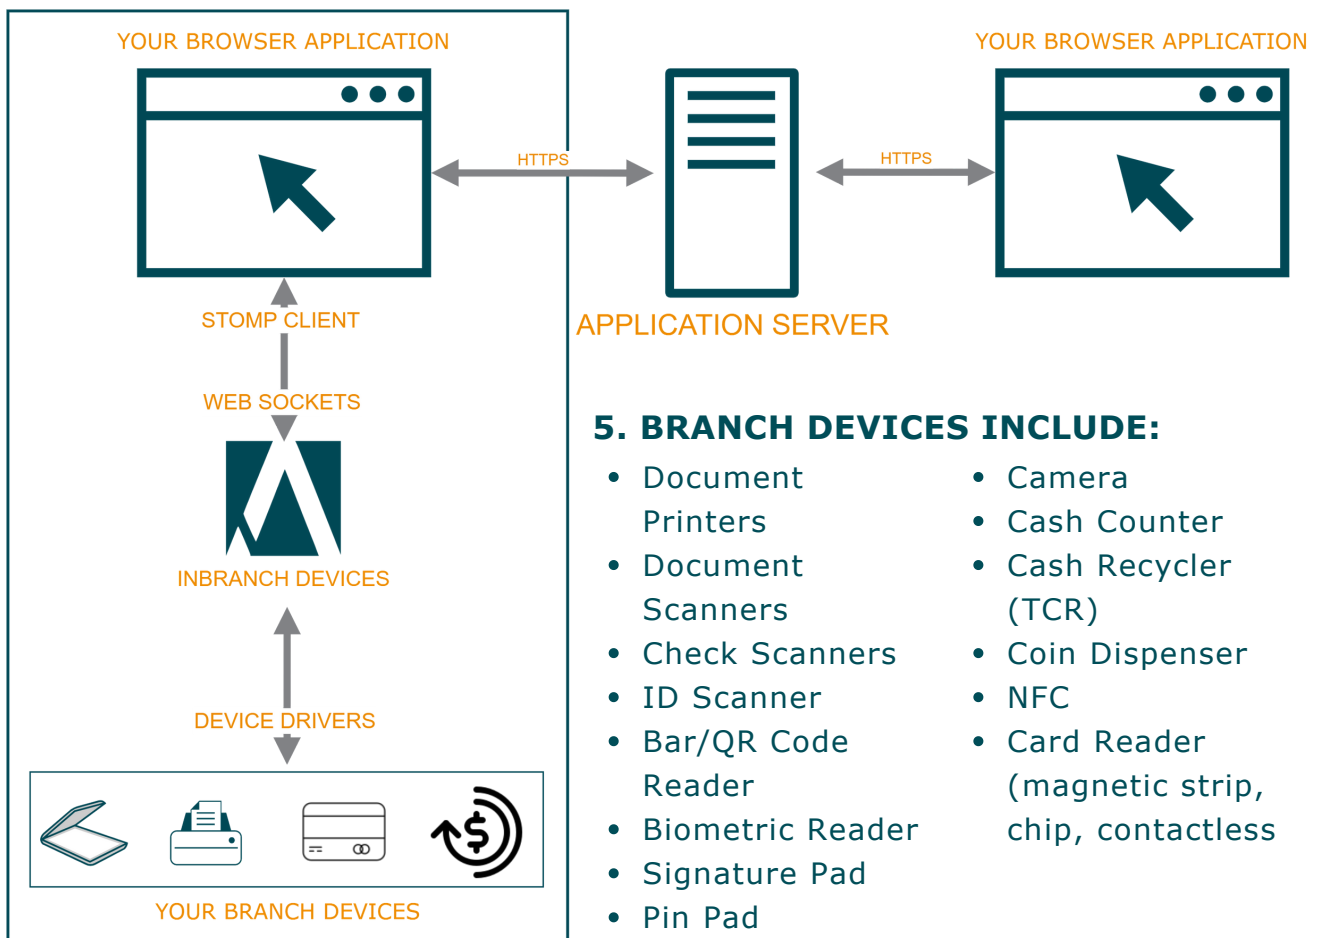 YOUR BROWSER APPLICATION
YOUR BROWSER APPLICATION
HTTPS
HTTPS
STOMP CLIENT
APPLICATION SERVER
WEB SOCKETS
INBRANCH DEVICES
DEVICE DRIVERS
YOUR BRANCH DEVICES
5. BRANCH DEVICES INCLUDE:
• Document
Printers
• Document
Scanners
• Check Scanners
• ID Scanner
• Bar/QR Code
Reader
• Biometric Reader
• Signature Pad
• Pin Pad
• Camera
• Cash Counter
• Cash Recycler
(TCR)
• Coin Dispenser
• NFC
• Card Reader
(magnetic strip,
chip, contactless